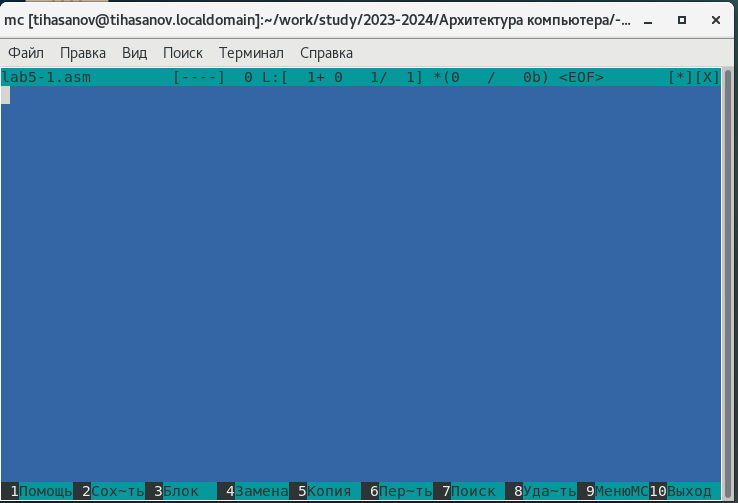 mc [tihasanov@tihasanov.localdomain]:~/work/study/2023-2024/Архитектура компьютера/-...
Файл Правка Вид Поиск Терминал Справка
lab5-1.asm [----] 0 L:[ 1+ 0 1/ 1] *(0 / 0b) <EOF> [*][X]
1Помощь 2Сох~ть 3Блок 4Замена 5Копия 6Пер~ть 7Поиск 8Уда~ть 9МенюMC 10Выход